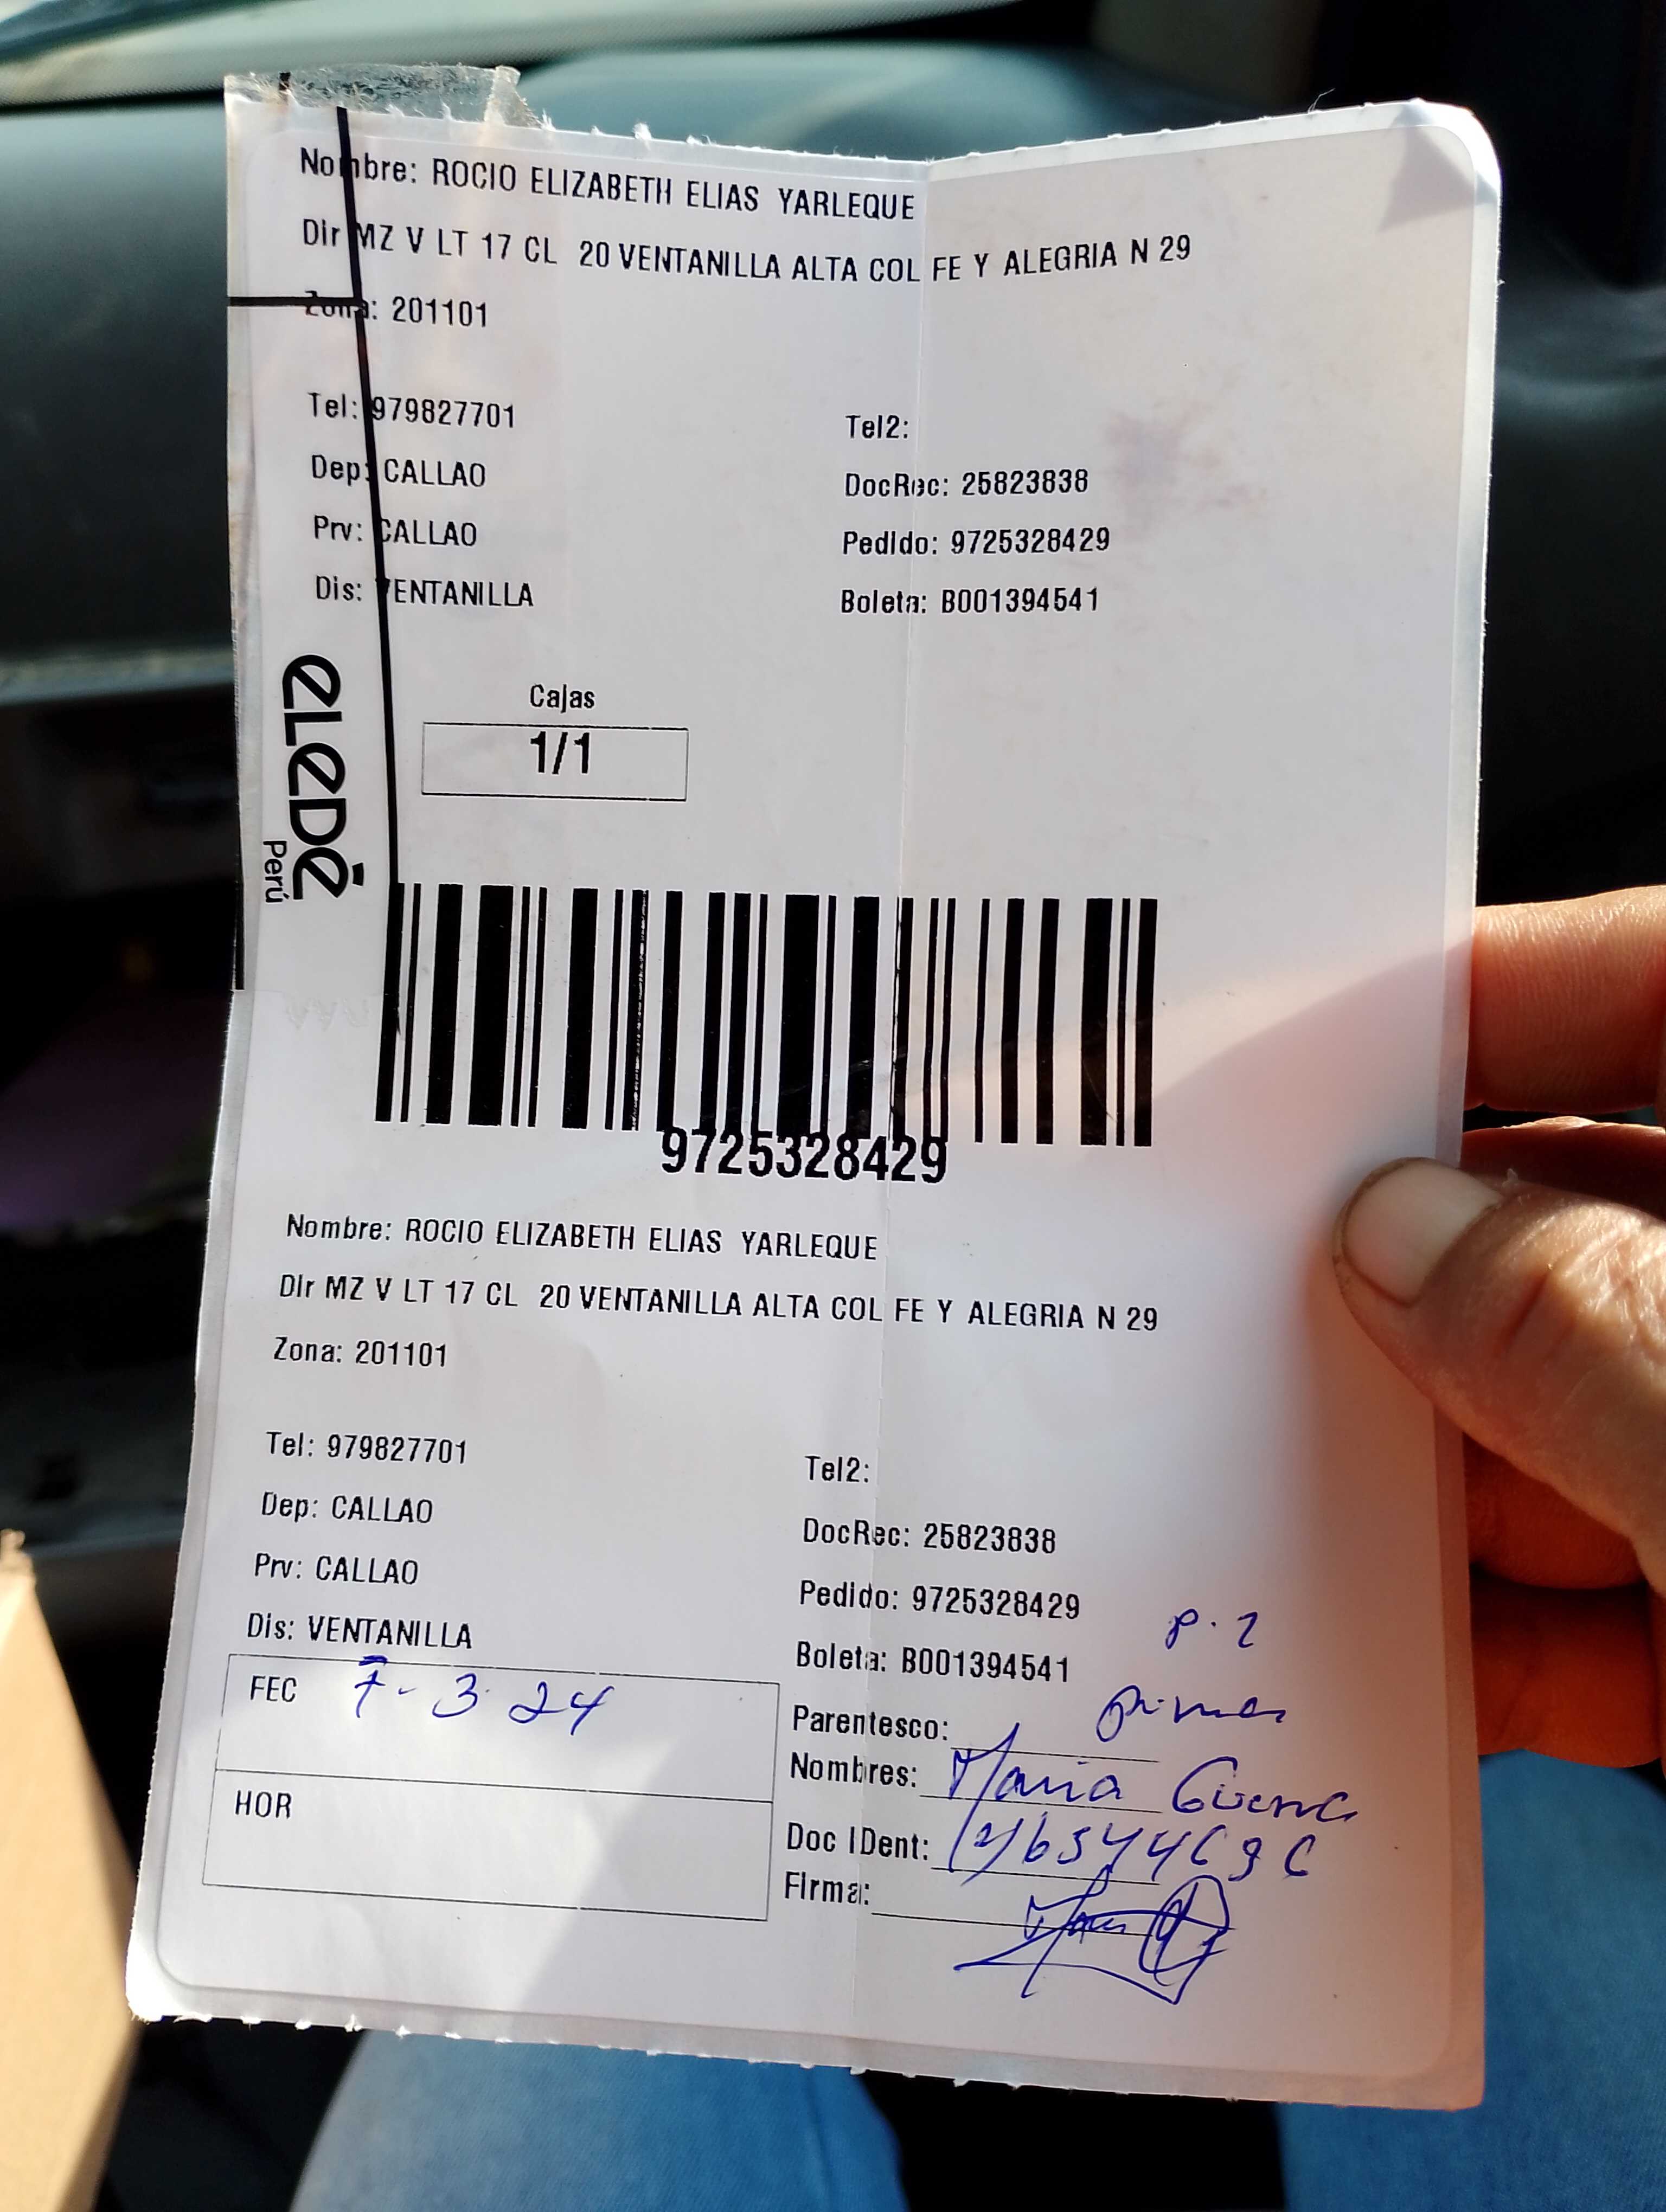 Nombre: ROCIO ELIZABETH ELIAS YARLEQUE
Dir MZ V LT 17 CL 20 VENTANILLA ALTA COL FE Y ALEGRIA N 29
Zona: 201101
Tel: 979827701
Tel2:
Dep: CALLAO
DocRec: 25823838
Prv: CALLAO
Pedido: 9725328429
Dis: VENTANILLA
Boleta: B001394541
eLeDé
Perú
Cajas
1/1
9725328429
Nombre: ROCIO ELIZABETH ELIAS YARLEQUE
Dir MZ V LT 17 CL 20 VENTANILLA ALTA COL FE Y ALEGRIA N 29
Zona: 201101
Tel: 979827701
Tel2:
Dep: CALLAO
DocRec: 25823838
Prv: CALLAO
Pedido: 9725328429
Dis: VENTANILLA
Boleta: B001394541
P. 2
FEC 7-3-24
Parentesco:
Nombres: Maria
HOR
Doc IDent:
Firma: